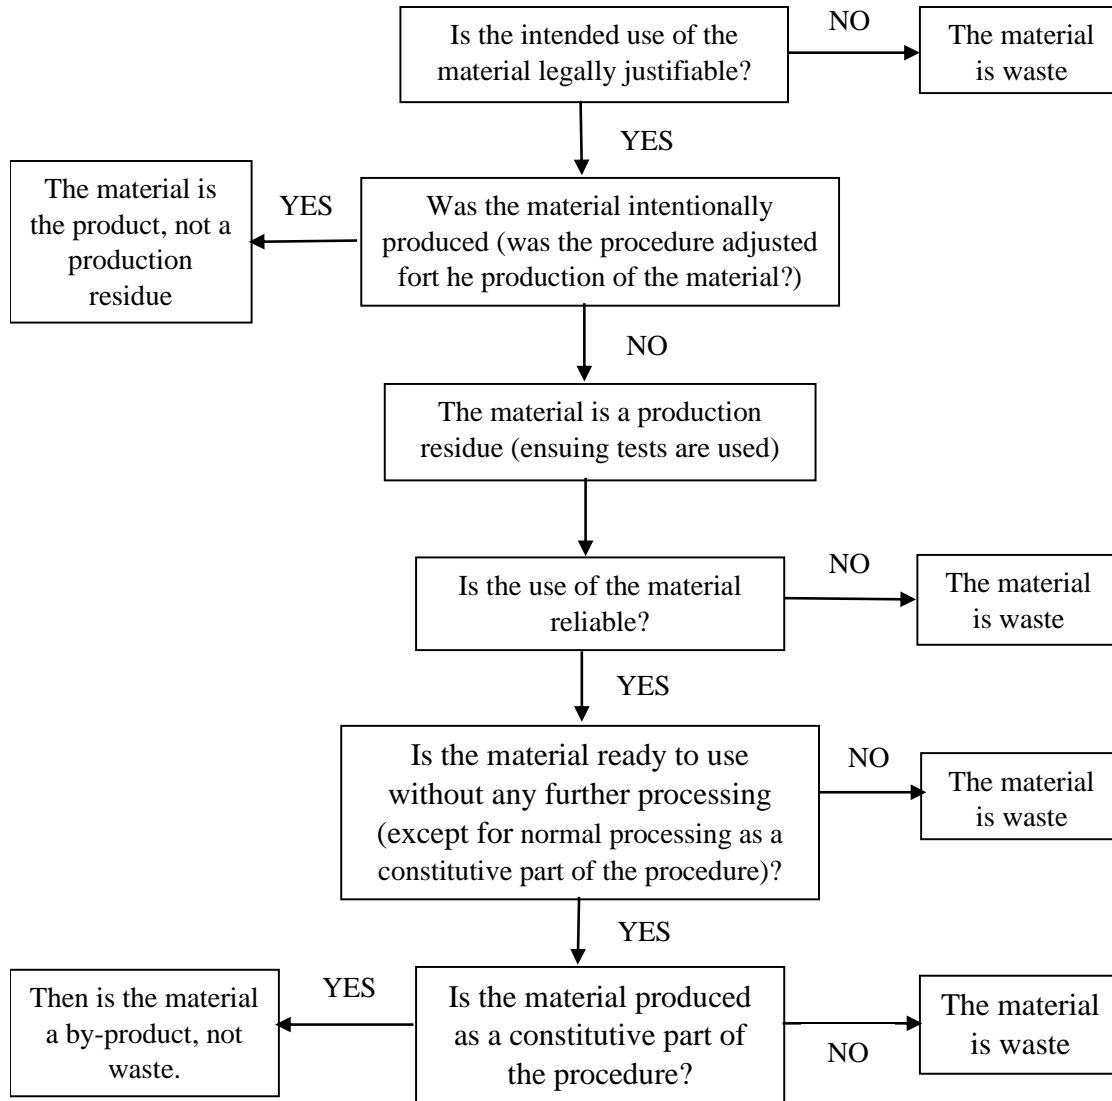 Is the intended use of the
material legally justifiable?
NO
The material
is waste
YES
The material is
the product, not a
production
residue
YES
Was the material intentionally
produced (was the procedure adjusted
fort he production of the material?)
NO
The material is a production
residue (ensuing tests are used)
Is the use of the material
reliable?
NO
The material
is waste
YES
Is the material ready to use
without any further processing
(except for normal processing as a
constitutive part of the procedure)?
NO
The material
is waste
YES
Then is the material
a by-product, not
waste.
YES
Is the material produced
as a constitutive part of
the procedure?
NO
The material
is waste